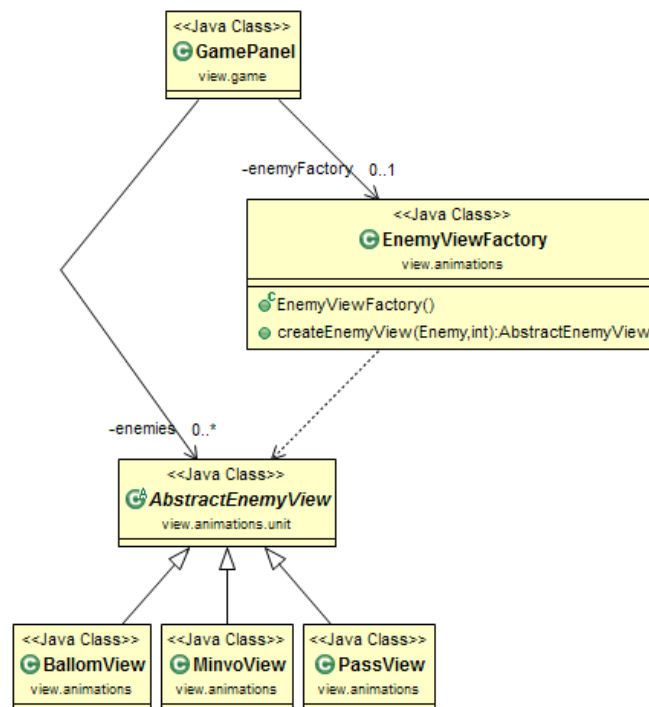 <<Java Class>>
GamePanel
view.game
-enemyFactory 0..1
<<Java Class>>
EnemyViewFactory
view.animations
EnemyViewFactory()
createEnemyView(Enemy,int):AbstractEnemyView
-enemies 0..*
<<Java Class>>
AbstractEnemyView
view.animations.unit
<<Java Class>>
BallomView
view.animations
<<Java Class>>
MinvoView
view.animations
<<Java Class>>
PassView
view.animations